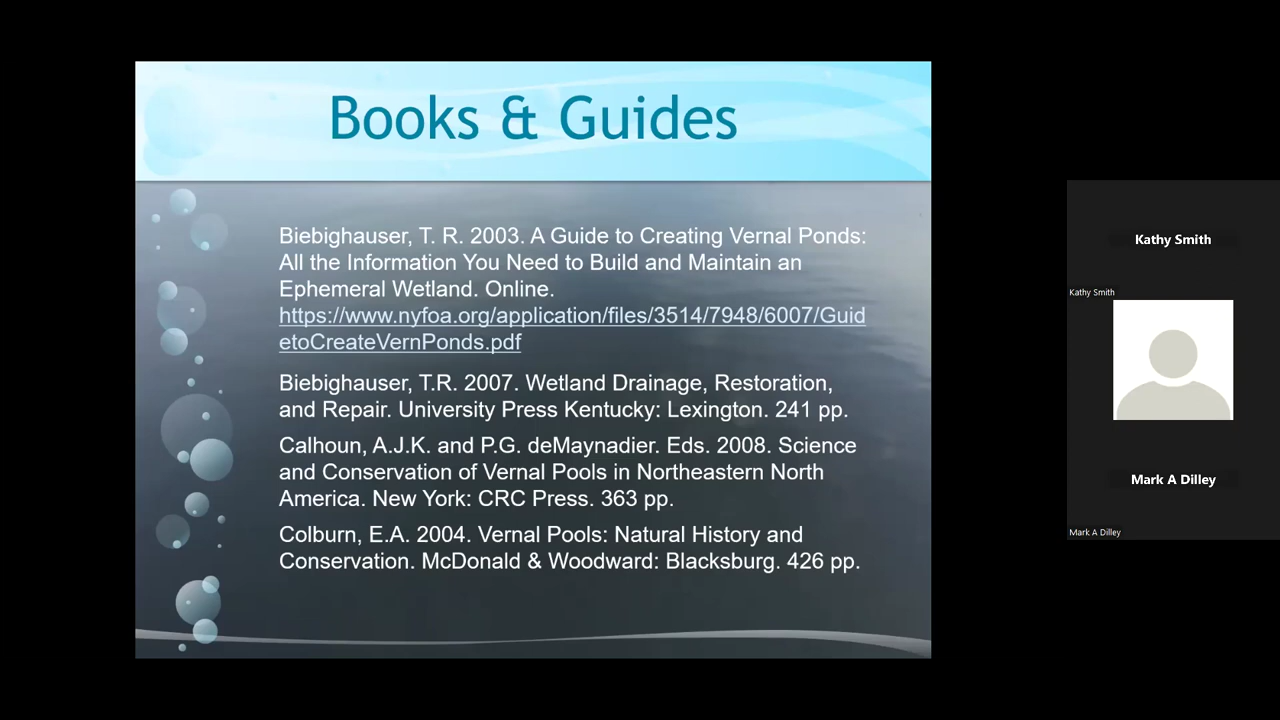 Books & Guides
Biebighauser, T. R. 2003. A Guide to Creating Vernal Ponds:
All the Information You Need to Build and Maintain an
Ephemeral Wetland. Online.
https://www.nyfoa.org/application/files/3514/7948/6007/Guid
etoCreateVernPonds.pdf
Biebighauser, T.R. 2007. Wetland Drainage, Restoration,
and Repair. University Press Kentucky: Lexington. 241 pp.
Calhoun, A.J.K. and P.G. deMaynadier. Eds. 2008. Science
and Conservation of Vernal Pools in Northeastern North
America. New York: CRC Press. 363 pp.
Colburn, E.A. 2004. Vernal Pools: Natural History and
Conservation. McDonald & Woodward: Blacksburg. 426 pp.
Kathy Smith
Kathy Smith
Mark A Dilley
Mark A Dilley